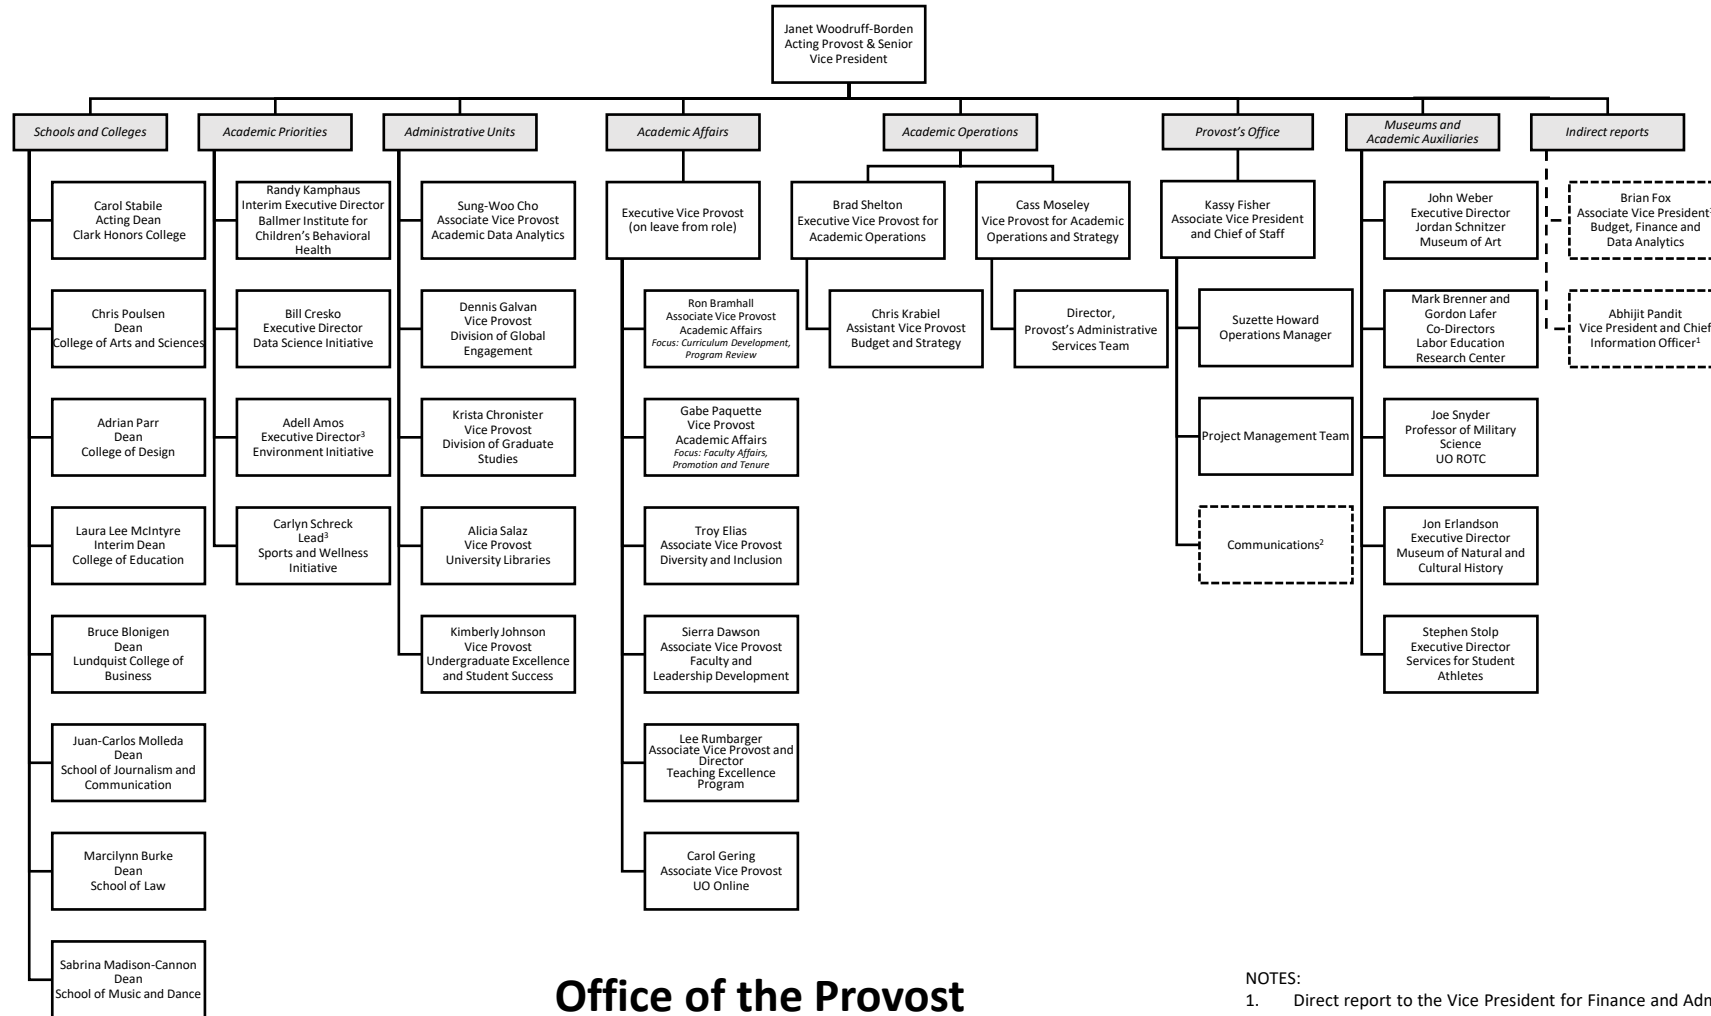 Janet Woodruff-Borden
Acting Provost & Senior
Vice President
Schools and Colleges
Academic Priorities
Administrative Units
Academic Affairs
Academic Operations
Provost's Office
Museums and
Academic Auxiliaries
Indirect reports
Carol Stabile
Acting Dean
Clark Honors College
Chris Poulsen
Dean
College of Arts and Sciences
Adrian Parr
Dean
College of Design
Laura Lee McIntyre
Interim Dean
College of Education
Bruce Blonigen
Dean
Lundquist College of
Business
Juan-Carlos Molleda
Dean
School of Journalism and
Communication
Marcilynn Burke
Dean
School of Law
Sabrina Madison-Cannon
Dean
School of Music and Dance
Randy Kamphaus
Interim Executive Director
Ballmer Institute for
Children's Behavioral
Health
Bill Cresko
Executive Director
Data Science Initiative
Adell Amos
Executive Director³
Environment Initiative
Carlyn Schreck
Lead³
Sports and Wellness
Initiative
Sung-Woo Cho
Associate Vice Provost
Academic Data Analytics
Dennis Galvan
Vice Provost
Division of Global
Engagement
Krista Chronister
Vice Provost
Division of Graduate
Studies
Alicia Salaz
Vice Provost
University Libraries
Kimberly Johnson
Vice Provost
Undergraduate Excellence
and Student Success
Executive Vice Provost
(on leave from role)
Ron Bramhall
Associate Vice Provost
Academic Affairs
Focus: Curriculum Development,
Program Review
Gabe Paquette
Vice Provost
Academic Affairs
Focus: Faculty Affairs,
Promotion and Tenure
Troy Elias
Associate Vice Provost
Diversity and Inclusion
Sierra Dawson
Associate Vice Provost
Faculty and
Leadership Development
Lee Rumbarger
Associate Vice Provost and
Director
Teaching Excellence
Program
Carol Gering
Associate Vice Provost
UO Online
Brad Shelton
Executive Vice Provost for
Academic Operations
Chris Krabiel
Assistant Vice Provost
Budget and Strategy
Cass Moseley
Vice Provost for Academic
Operations and Strategy
Director,
Provost's Administrative
Services Team
Kassy Fisher
Associate Vice President
and Chief of Staff
Suzette Howard
Operations Manager
Project Management Team
Communications²
John Weber
Executive Director
Jordan Schnitzer
Museum of Art
Mark Brenner and
Gordon Lafer
Co-Directors
Labor Education
Research Center
Joe Snyder
Professor of Military
Science
UO ROTC
Jon Erlandson
Executive Director
Museum of Natural and
Cultural History
Stephen Stolp
Executive Director
Services for Student
Athletes
Brian Fox
Associate Vice President
Budget, Finance and
Data Analytics
Abhijit Pandit
Vice President and Chief
Information Officer¹
Office of the Provost
NOTES:
1. Direct report to the Vice President for Finance and